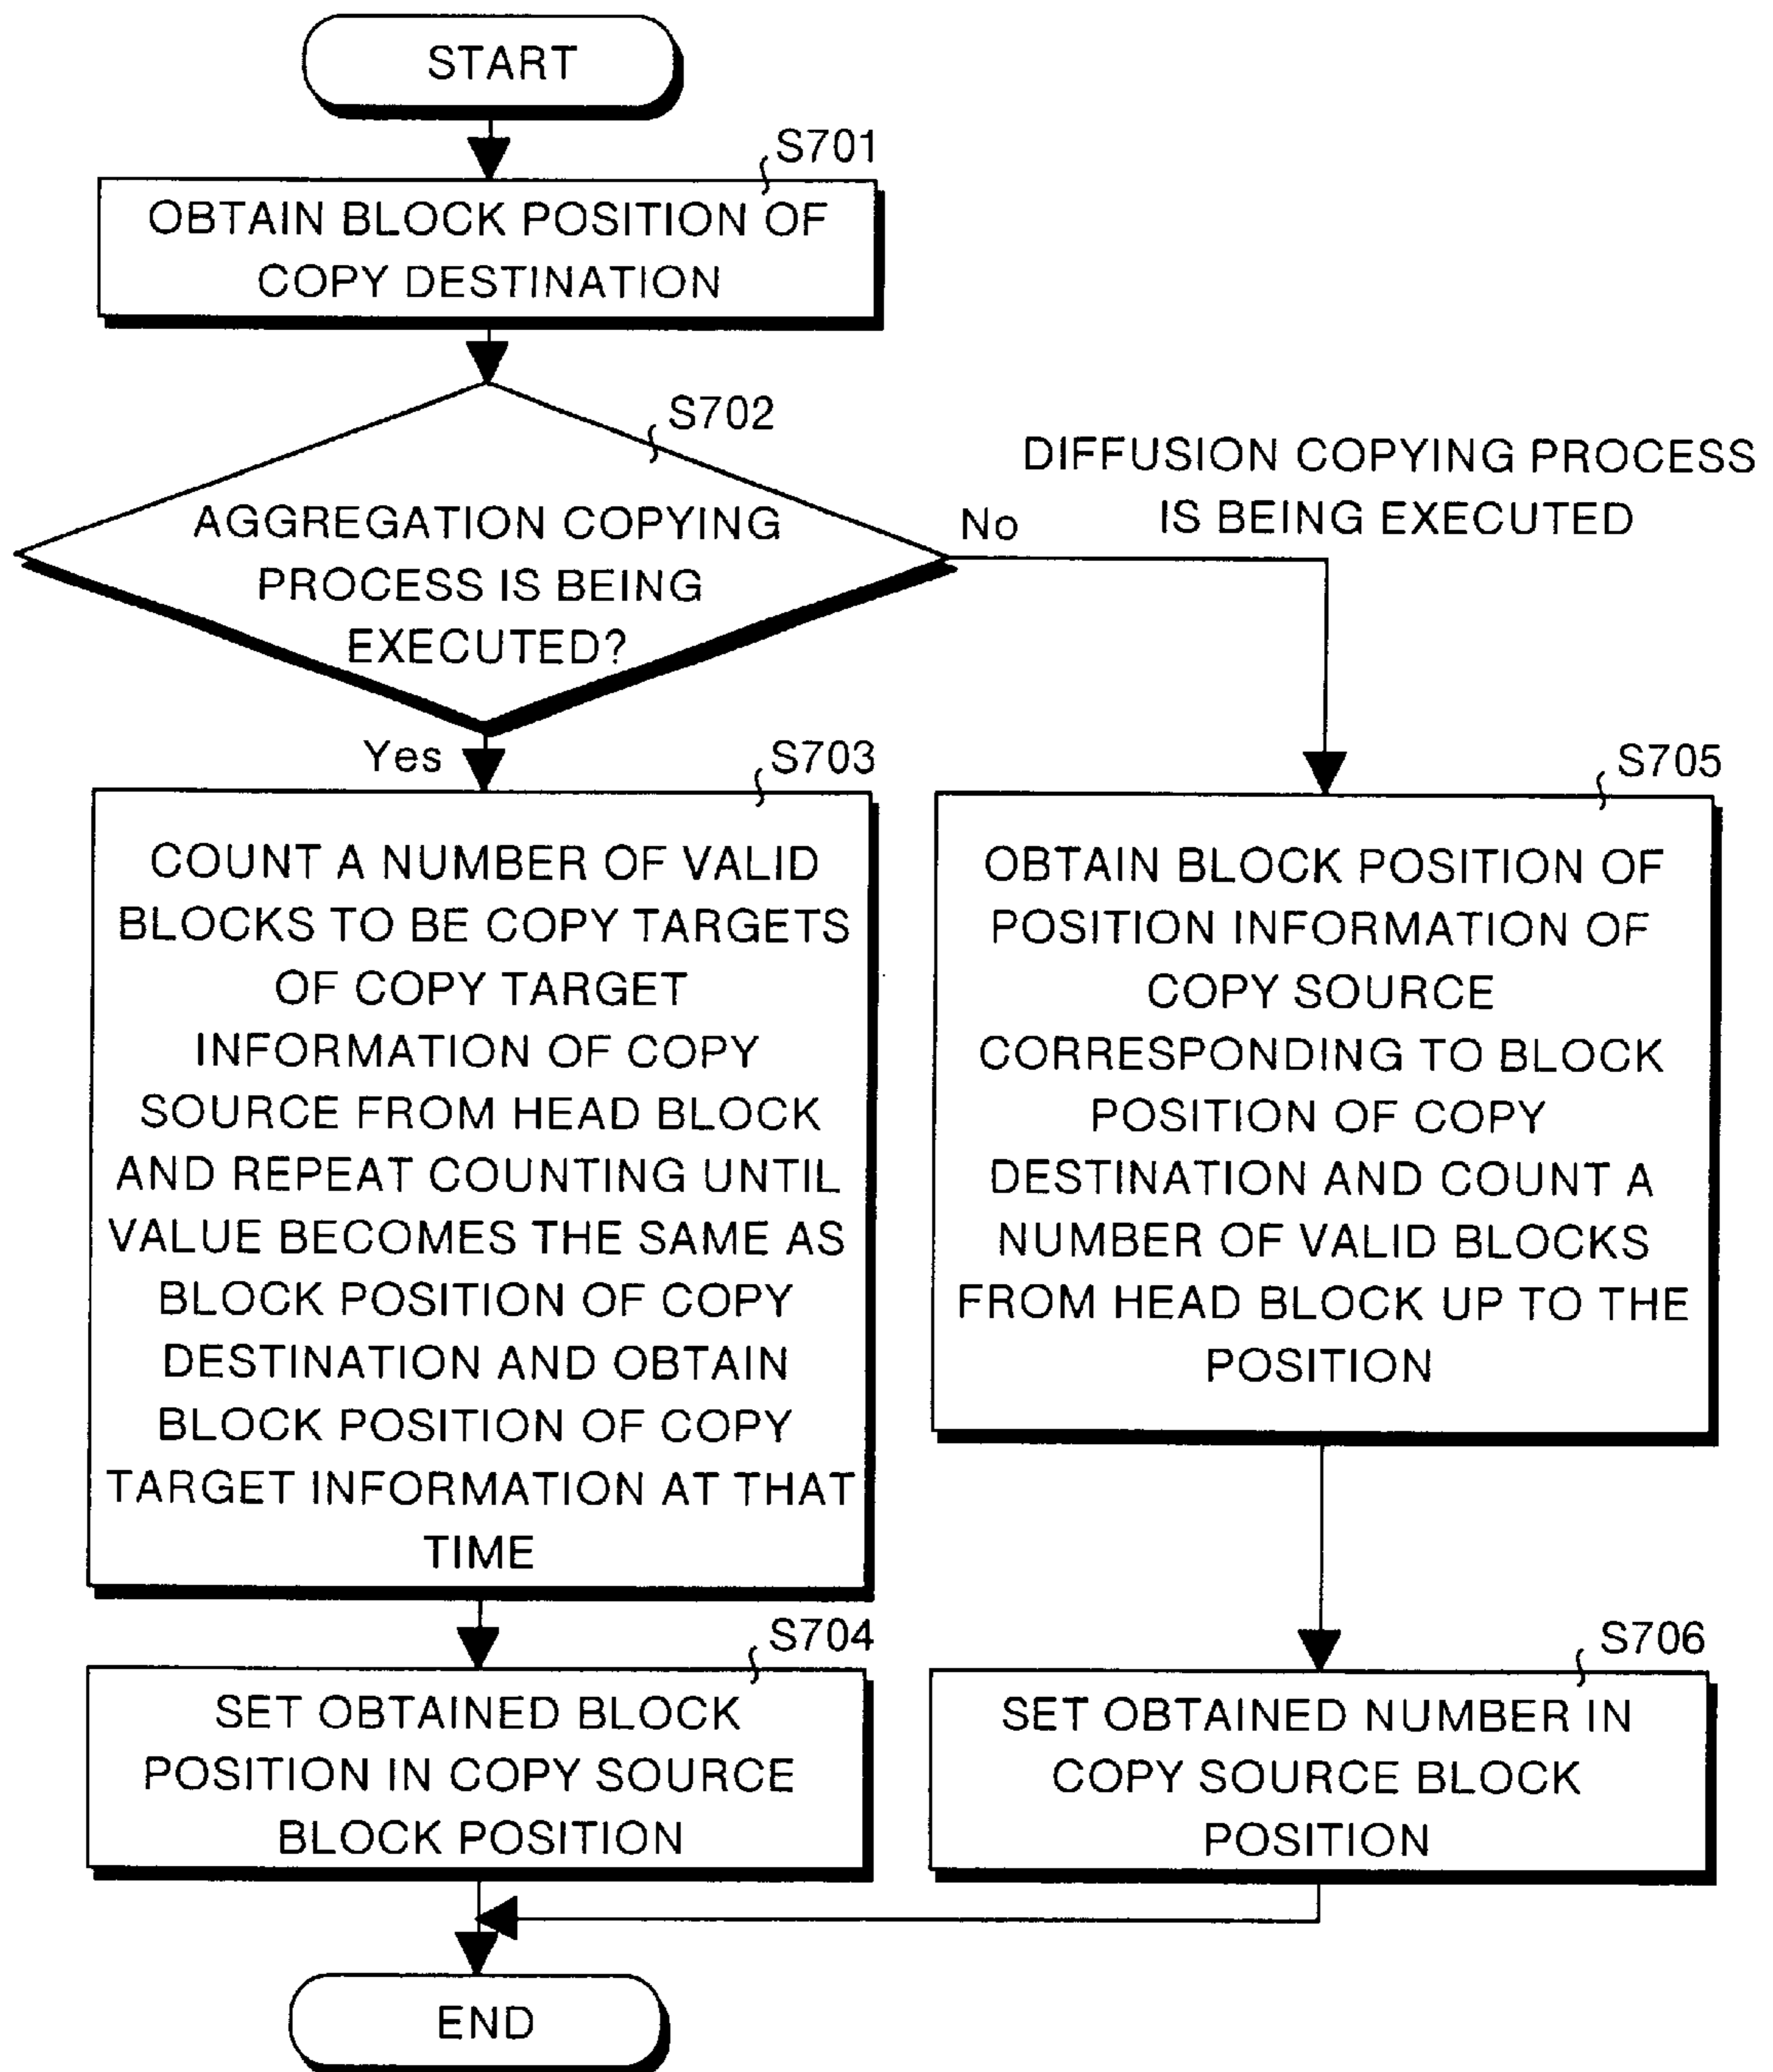 START
S701
OBTAIN BLOCK POSITION OF
COPY DESTINATION
S702
AGGREGATION COPYING
PROCESS IS BEING
EXECUTED?
No
DIFFUSION COPYING PROCESS
IS BEING EXECUTED
Yes
S703
COUNT A NUMBER OF VALID
BLOCKS TO BE COPY TARGETS
OF COPY TARGET
INFORMATION OF COPY
SOURCE FROM HEAD BLOCK
AND REPEAT COUNTING UNTIL
VALUE BECOMES THE SAME AS
BLOCK POSITION OF COPY
DESTINATION AND OBTAIN
BLOCK POSITION OF COPY
TARGET INFORMATION AT THAT
TIME
S704
SET OBTAINED BLOCK
POSITION IN COPY SOURCE
BLOCK POSITION
S705
OBTAIN BLOCK POSITION OF
POSITION INFORMATION OF
COPY SOURCE
CORRESPONDING TO BLOCK
POSITION OF COPY
DESTINATION AND COUNT A
NUMBER OF VALID BLOCKS
FROM HEAD BLOCK UP TO THE
POSITION
S706
SET OBTAINED NUMBER IN
COPY SOURCE BLOCK
POSITION
END